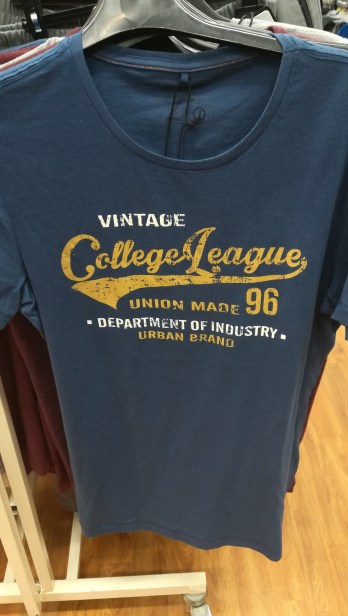 VINTAGE
College League
UNION MADE 96
▪ DEPARTMENT OF INDUSTRY ▪
URBAN BRAND